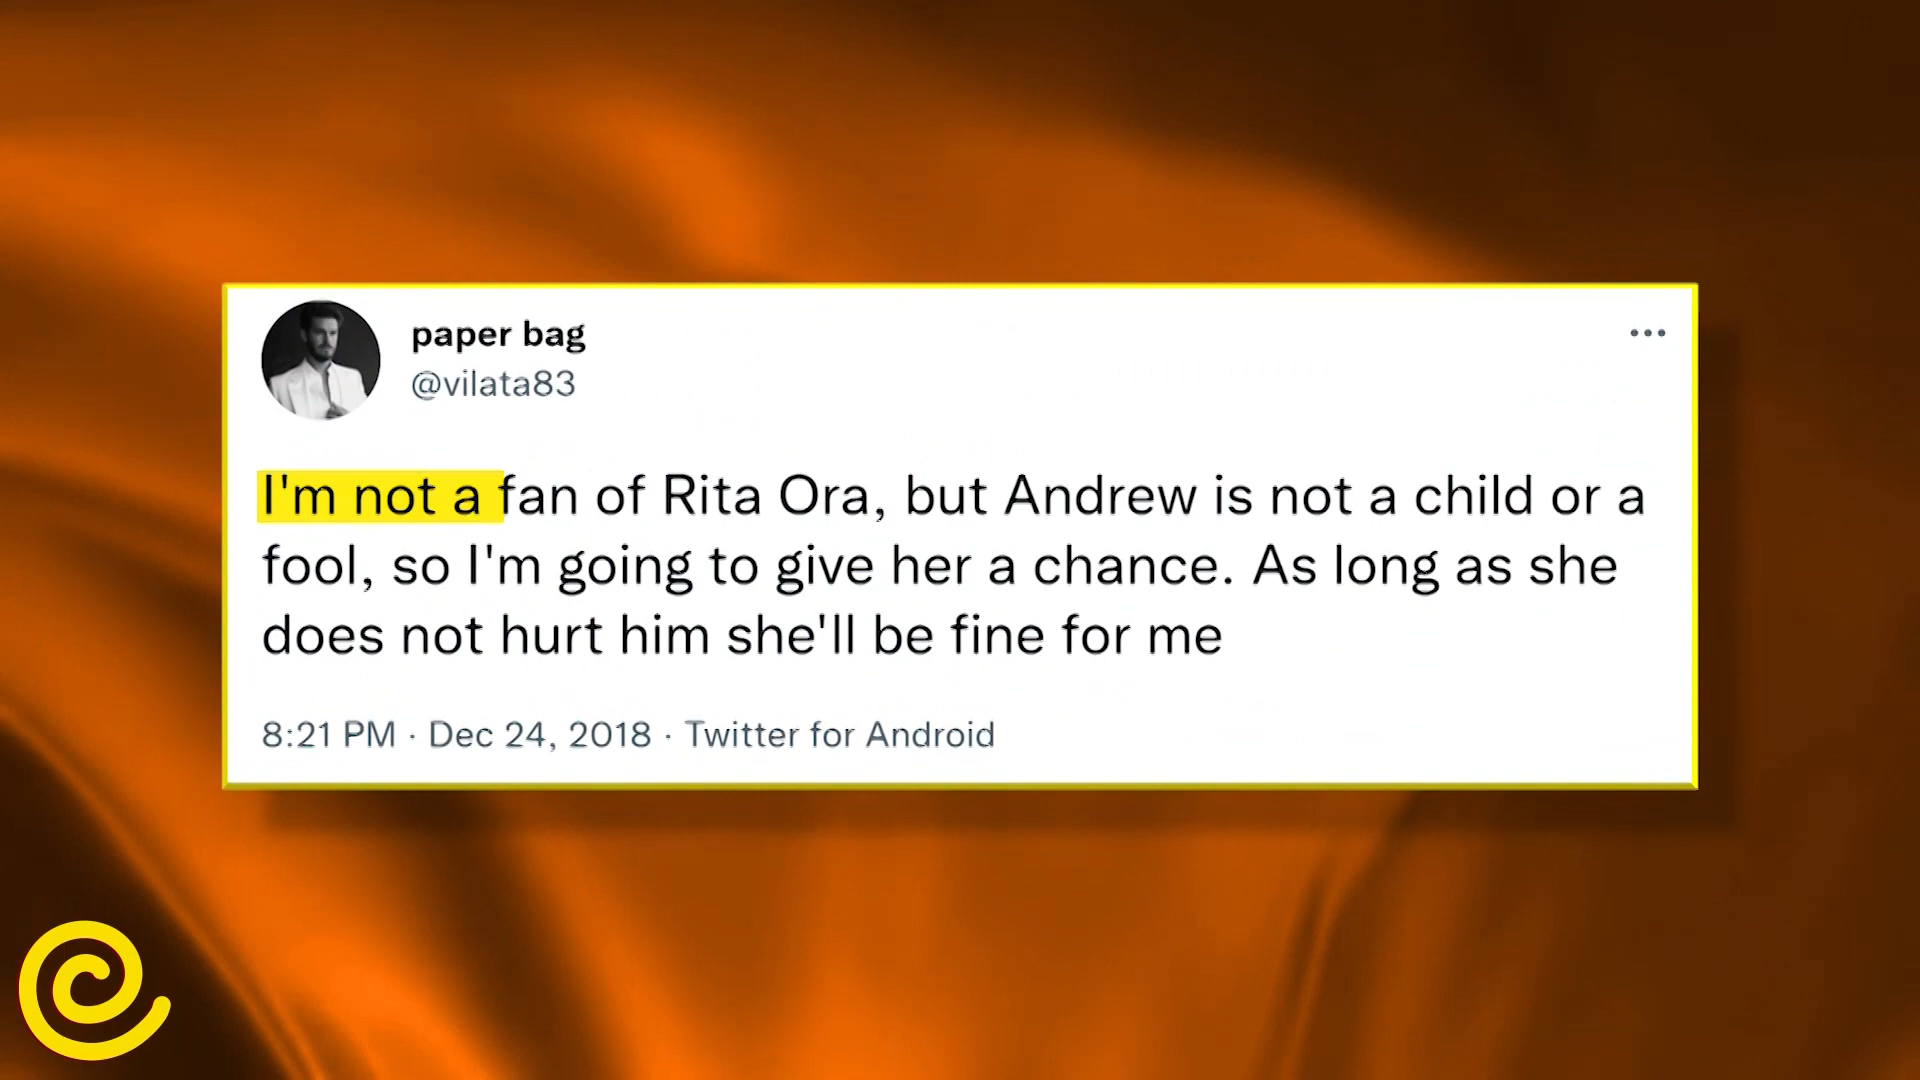 paper bag
@vilata83
I'm not a fan of Rita Ora, but Andrew is not a child or a
fool, so I'm going to give her a chance. As long as she
does not hurt him she'll be fine for me
8:21 PM · Dec 24, 2018 · Twitter for Android